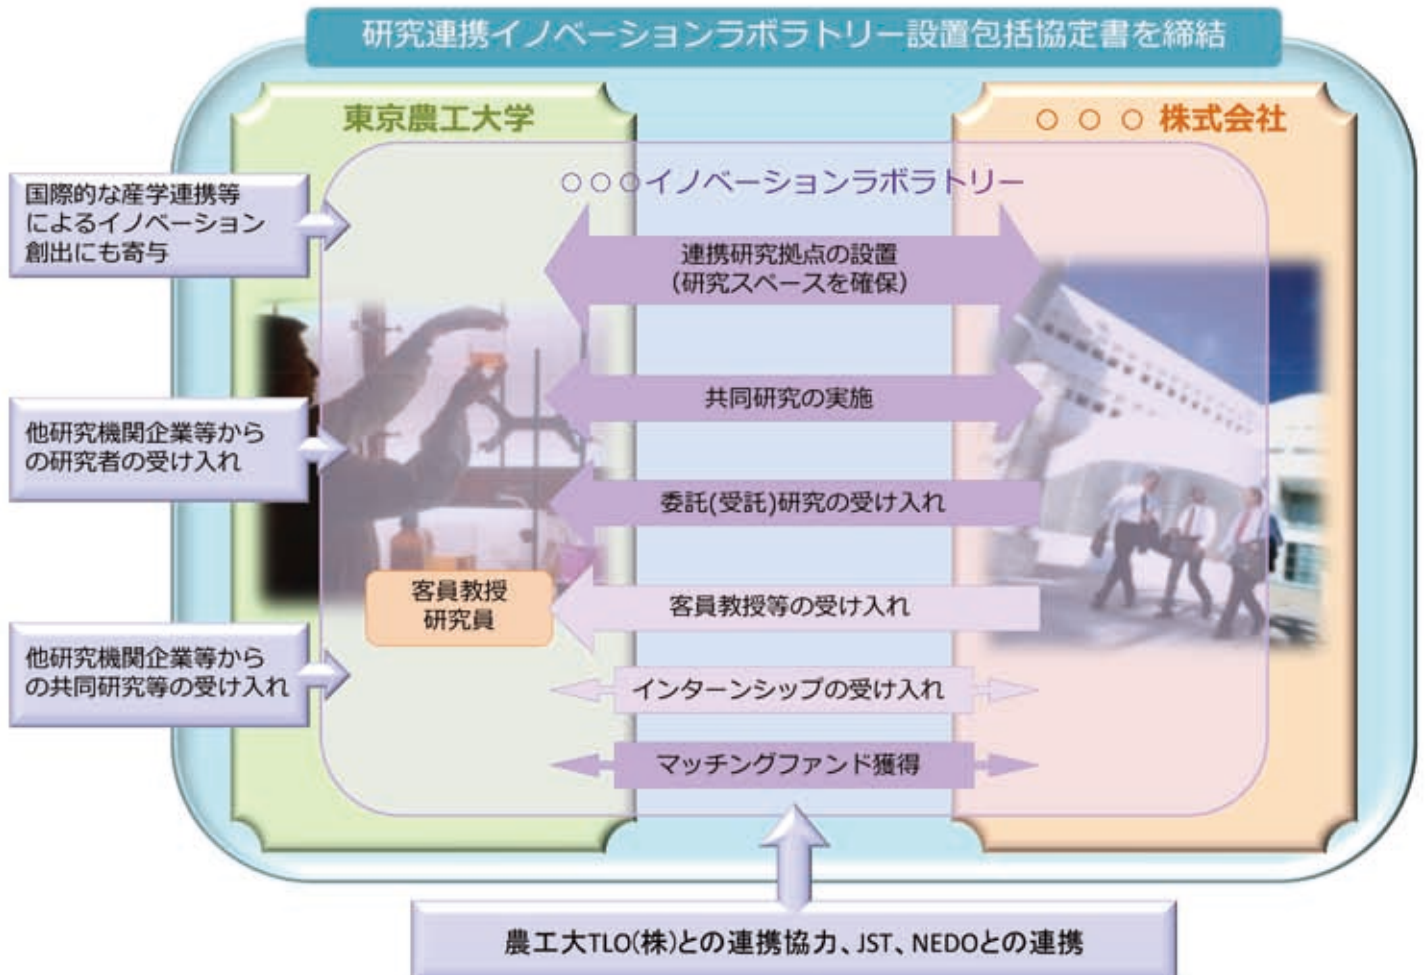 研究連携イノベーションラボラトリー設置包括協定書を締結
東京農工大学
○ ○ ○ 株式会社
○○○イノベーションラボラトリー
国際的な産学連携等
によるイノベーション
創出にも寄与
連携研究拠点の設置
（研究スペースを確保）
共同研究の実施
他研究機関企業等から
の研究者の受け入れ
委託(受託)研究の受け入れ
客員教授
研究員
客員教授等の受け入れ
他研究機関企業等から
の共同研究等の受け入れ
インターンシップの受け入れ
マッチングファンド獲得
農工大TLO(株)との連携協力、JST、NEDOとの連携